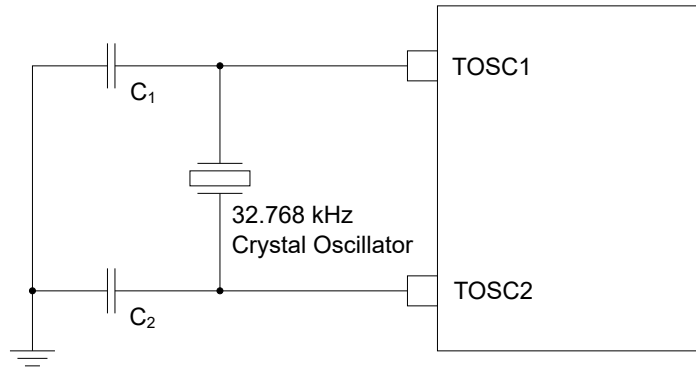 TOSC1
C₁
32.768 kHz
Crystal Oscillator
TOSC2
C₂